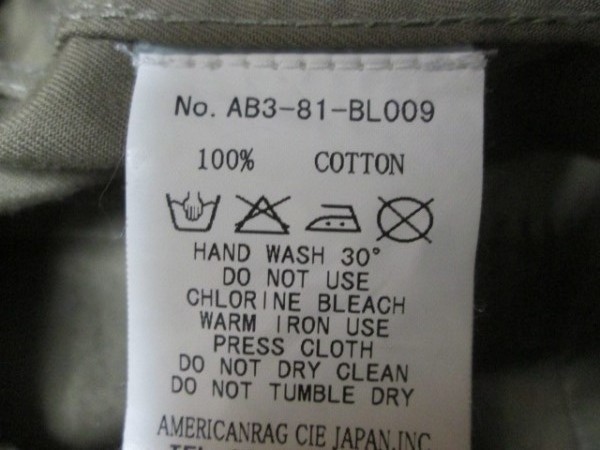 No. AB3-81-BL009
100% COTTON
HAND WASH 30°
DO NOT USE
CHLORINE BLEACH
WARM IRON USE
PRESS CLOTH
DO NOT DRY CLEAN
DO NOT TUMBLE DRY
AMERICANRAG CIE JAPAN,INC